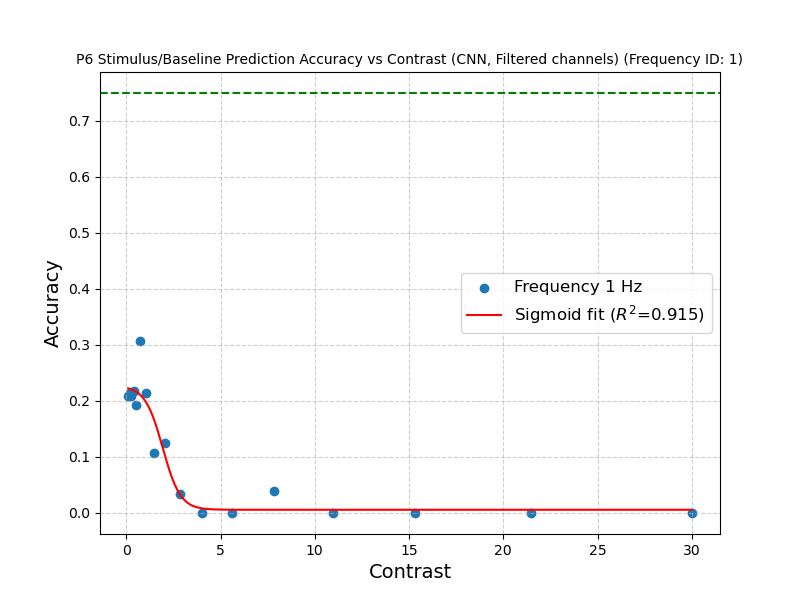 P6 Stimulus/Baseline Prediction Accuracy vs Contrast (CNN, Filtered channels) (Frequency ID: 1)
Accuracy
0.7
0.6
0.5
0.4
0.3
0.2
0.1
0.0
Frequency 1 Hz
Sigmoid fit (R²=0.915)
0 5 10 15 20 25 30
Contrast